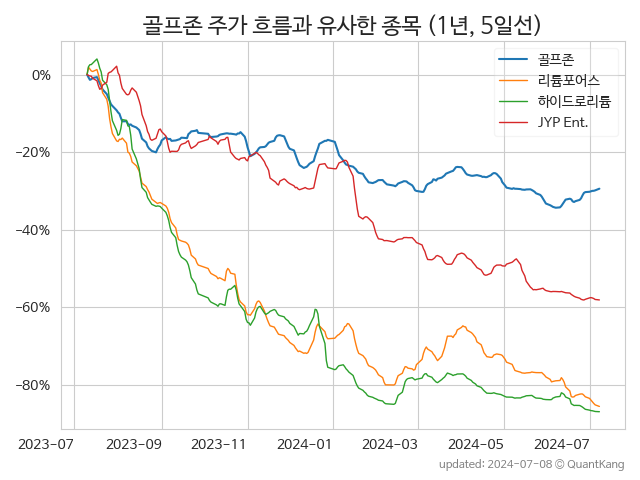 골프존 주가 흐름과 유사한 종목 (1년, 5일선)
골프존
리튬포어스
하이드로리튬
JYP Ent.
0%
−20%
−40%
−60%
−80%
2023-07 2023-09 2023-11 2024-01 2024-03 2024-05 2024-07
updated: 2024-07-08 © QuantKang